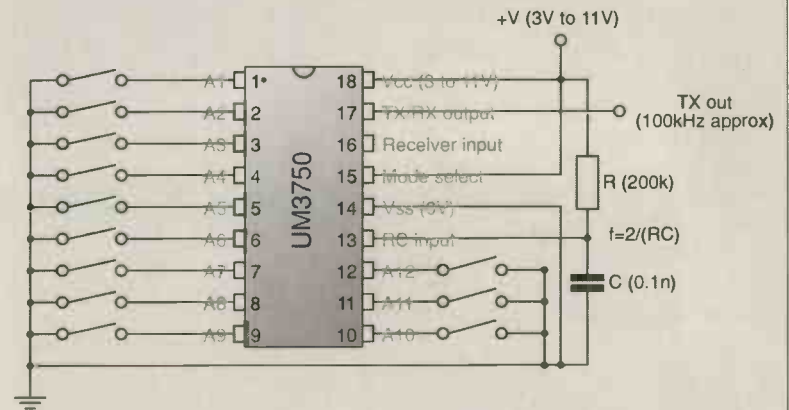 +V (3V to 11V)
A1 1 18 Vcc (3 to 11V)
A2 2 17 TX/RX output
TX out
(100kHz approx)
A3 3 16 Receiver input
A4 4 15 Mode select
R (200k)
A5 5 14 Vss (0V)
UM3750
A6 6 13 RC input
f=2/(RC)
A7 7 12 A12
A8 8 11 A11
C (0.1n)
A9 9 10 A10